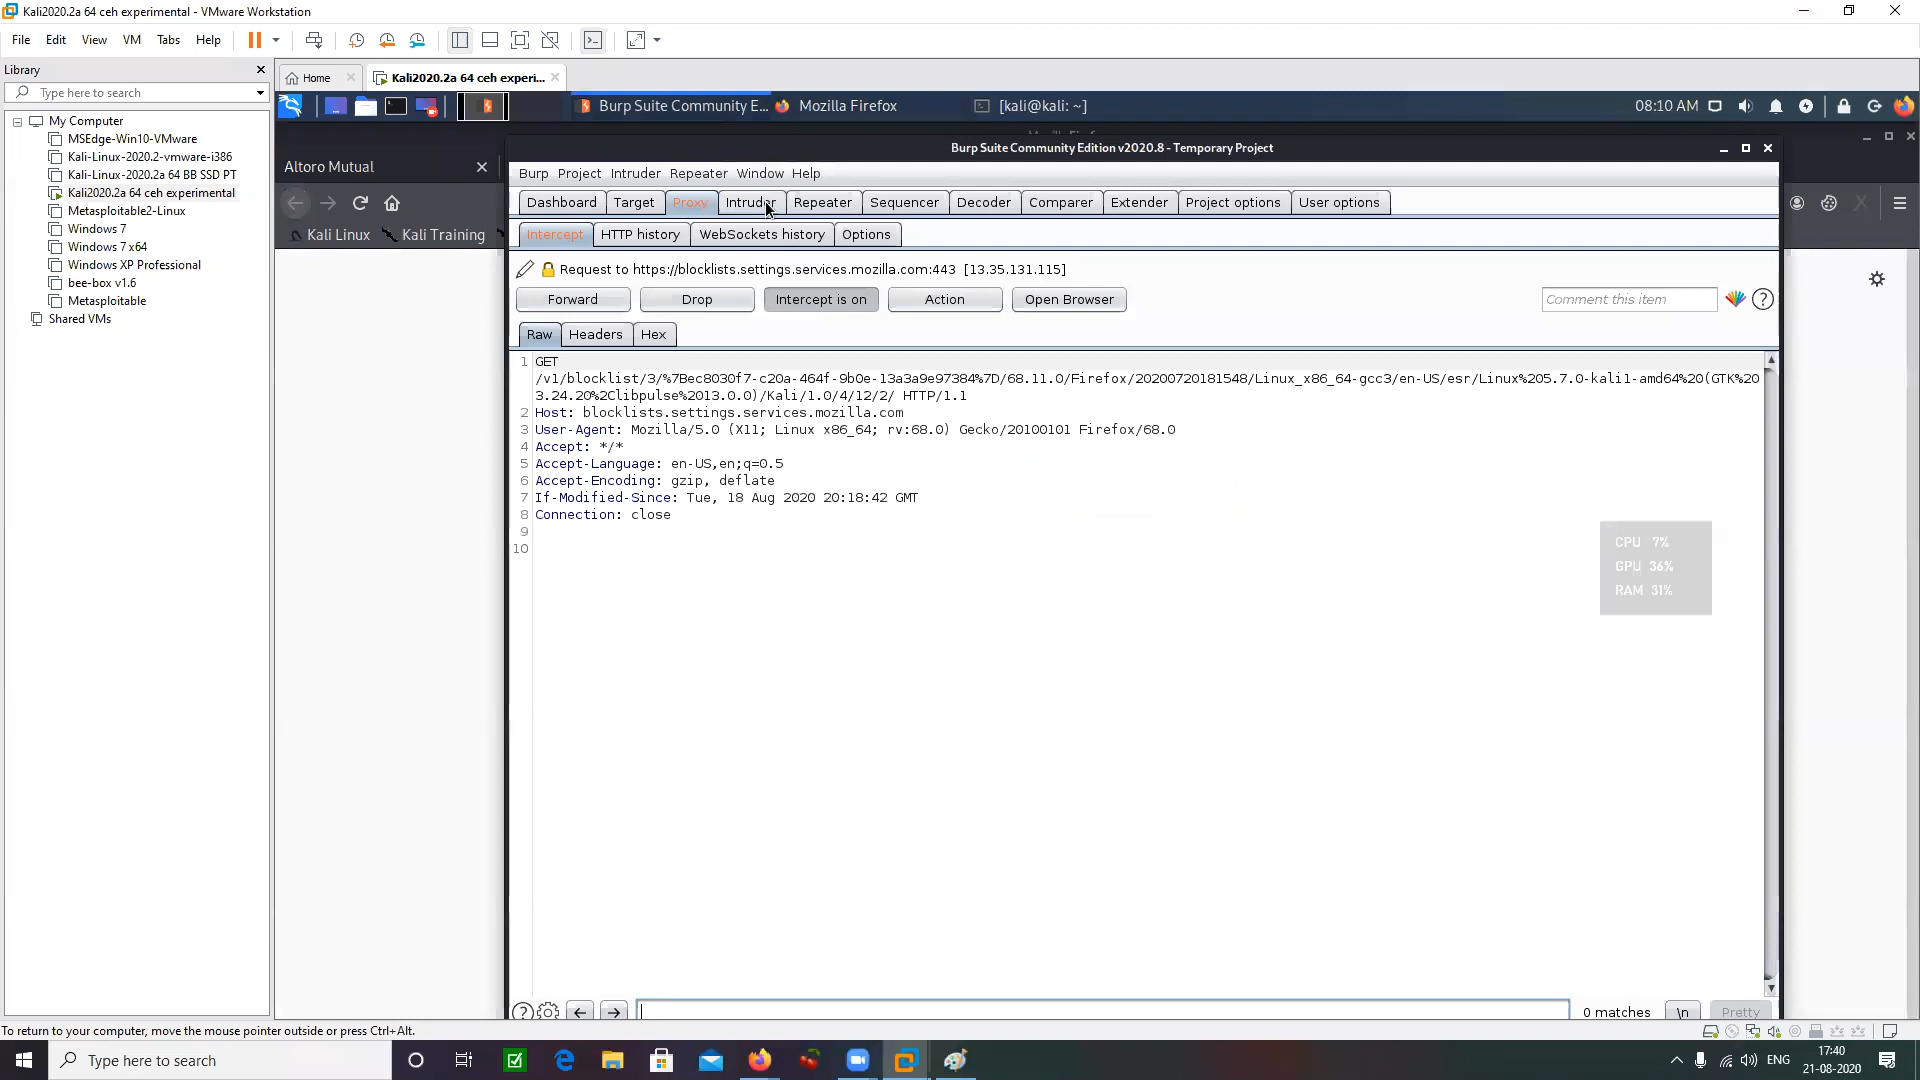 Kali2020.2a 64 ceh experimental - VMware Workstation
File Edit View VM Tabs Help
Library
Type here to search
Home
Kali2020.2a 64 ceh experi...
My Computer
MSEdge-Win10-VMware
Kali-Linux-2020.2-vmware-i386
Kali-Linux-2020.2a 64 BB SSD PT
Kali2020.2a 64 ceh experimental
Metasploitable2-Linux
Windows 7
Windows 7 x64
Windows XP Professional
bee-box v1.6
Metasploitable
Shared VMs
Burp Suite Community E... Mozilla Firefox [kali@kali: ~] 08:10 AM
Altoro Mutual
Kali Linux Kali Training
Burp Suite Community Edition v2020.8 - Temporary Project
Burp Project Intruder Repeater Window Help
Dashboard Target Proxy Intruder Repeater Sequencer Decoder Comparer Extender Project options User options
Intercept HTTP history WebSockets history Options
Request to https://blocklists.settings.services.mozilla.com:443 [13.35.131.115]
Forward Drop Intercept is on Action Open Browser Comment this item ?
Raw Headers Hex
1 GET
/v1/blocklist/3/%7Bec8030f7-c20a-464f-9b0e-13a3a9e97384%7D/68.11.0/Firefox/20200720181548/Linux_x86_64-gcc3/en-US/esr/Linux%205.7.0-kali1-amd64%20(GTK%20
3.24.20%2Clibpulse%2013.0.0)/Kali/1.0/4/12/2/ HTTP/1.1
2 Host: blocklists.settings.services.mozilla.com
3 User-Agent: Mozilla/5.0 (X11; Linux x86_64; rv:68.0) Gecko/20100101 Firefox/68.0
4 Accept: */*
5 Accept-Language: en-US,en;q=0.5
6 Accept-Encoding: gzip, deflate
7 If-Modified-Since: Tue, 18 Aug 2020 20:18:42 GMT
8 Connection: close
9
10
CPU 7%
GPU 36%
RAM 31%
? 0 matches \n Pretty
To return to your computer, move the mouse pointer outside or press Ctrl+Alt.
Type here to search
ENG
17:40
21-08-2020